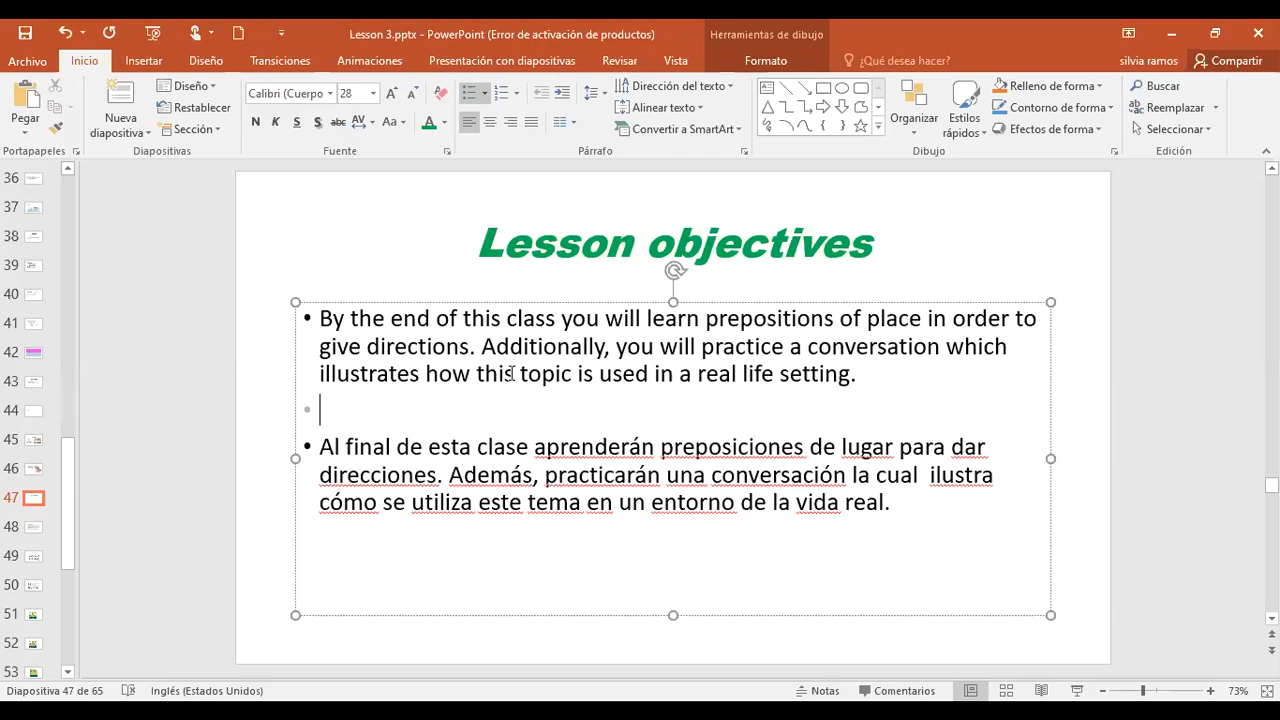 Lesson 3.pptx - PowerPoint (Error de activación de productos)
Herramientas de dibujo
Archivo Inicio Insertar Diseño Transiciones Animaciones Presentación con diapositivas Revisar Vista Formato ¿Qué desea hacer? silvia ramos Compartir
Pegar
Nueva diapositiva
Diseño
Restablecer
Sección
Calibri (Cuerpo) 28
N K S abc AV Aa A
Dirección del texto
Alinear texto
Convertir a SmartArt
Organizar
Estilos rápidos
Relleno de forma
Contorno de forma
Efectos de forma
Buscar
Reemplazar
Seleccionar
Portapapeles Diapositivas Fuente Párrafo Dibujo Edición
36
37
38
39
40
41
42
43
44
45
46
47
48
49
50
51
52
53
Lesson objectives
• By the end of this class you will learn prepositions of place in order to
give directions. Additionally, you will practice a conversation which
illustrates how this topic is used in a real life setting.
• Al final de esta clase aprenderán preposiciones de lugar para dar
direcciones. Además, practicarán una conversación la cual ilustra
cómo se utiliza este tema en un entorno de la vida real.
Diapositiva 47 de 65 Inglés (Estados Unidos) Notas Comentarios 73%